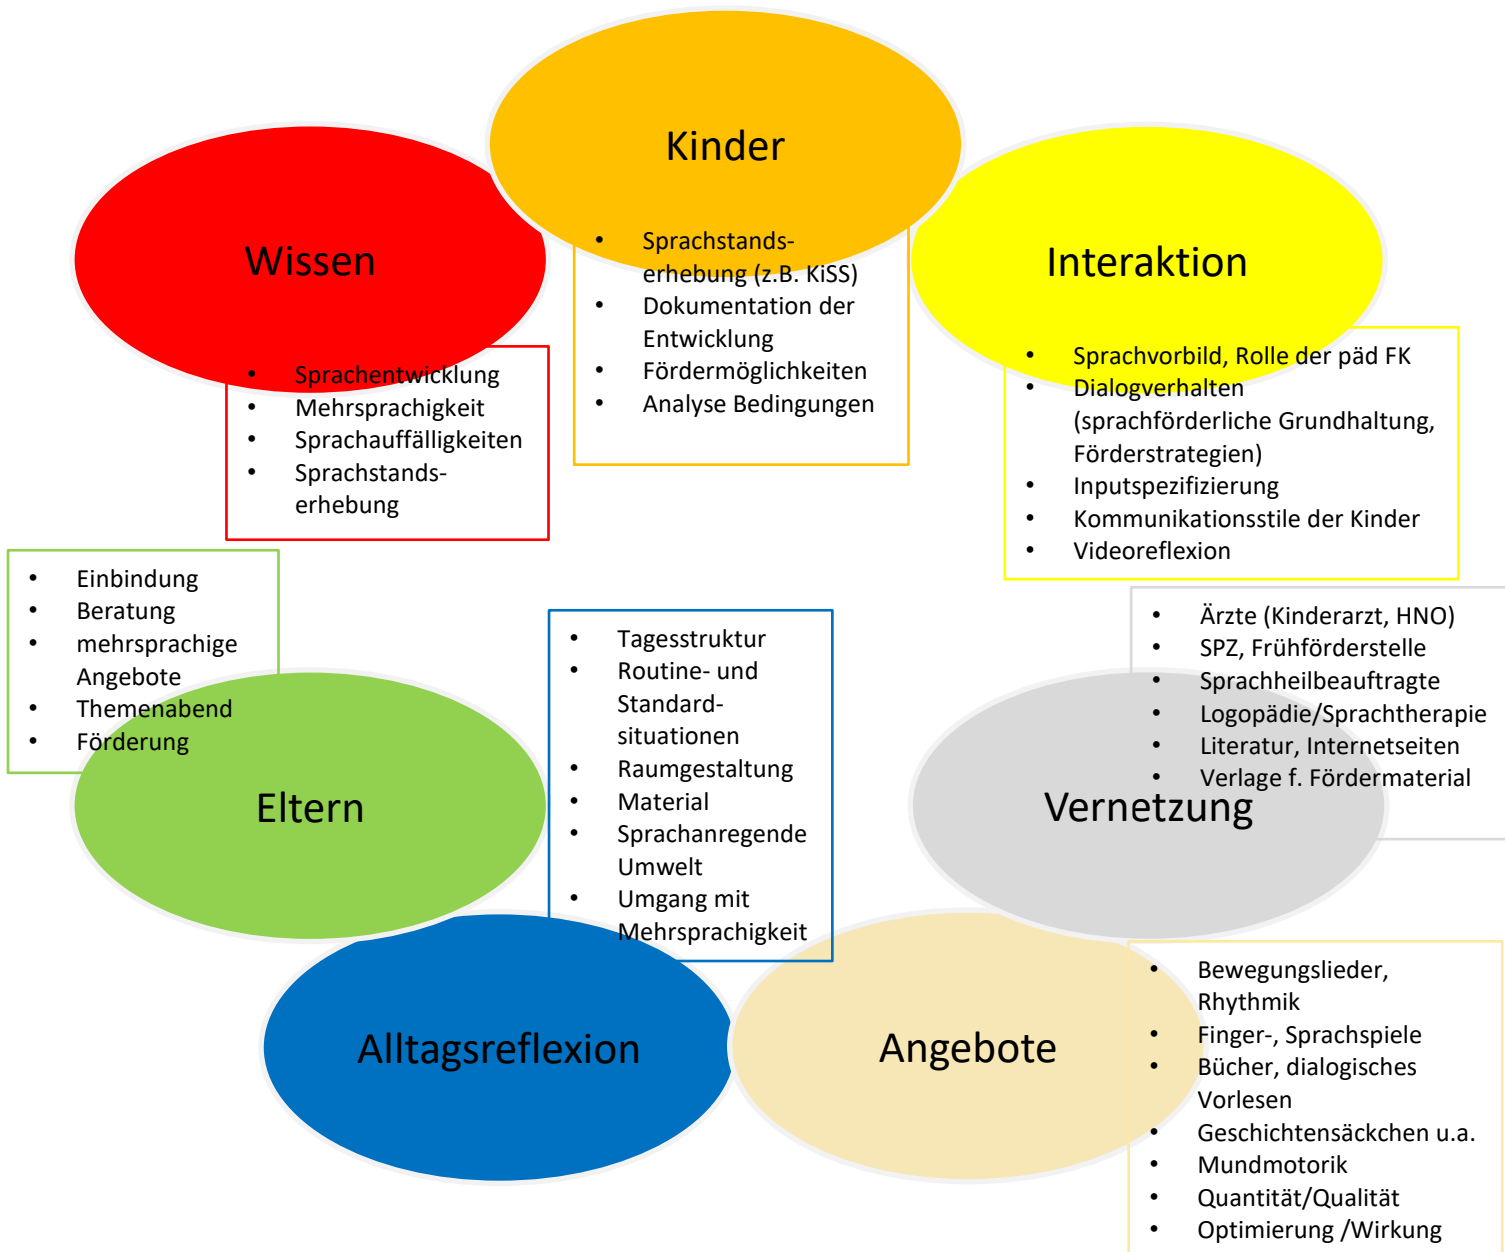 Kinder
• Sprachstands-
erhebung (z.B. KiSS)
• Dokumentation der
Entwicklung
• Fördermöglichkeiten
• Analyse Bedingungen
Wissen
• Sprachentwicklung
• Mehrsprachigkeit
• Sprachauffälligkeiten
• Sprachstands-
erhebung
Interaktion
• Sprachvorbild, Rolle der päd FK
• Dialogverhalten
(sprachförderliche Grundhaltung,
Förderstrategien)
• Inputspezifizierung
• Kommunikationsstile der Kinder
• Videoreflexion
• Einbindung
• Beratung
• mehrsprachige
Angebote
• Themenabend
• Förderung
Eltern
• Tagesstruktur
• Routine- und
Standard-
situationen
• Raumgestaltung
• Material
• Sprachanregende
Umwelt
• Umgang mit
Mehrsprachigkeit
Alltagsreflexion
• Ärzte (Kinderarzt, HNO)
• SPZ, Frühförderstelle
• Sprachheilbeauftragte
• Logopädie/Sprachtherapie
• Literatur, Internetseiten
• Verlage f. Fördermaterial
Vernetzung
Angebote
• Bewegungslieder,
Rhythmik
• Finger-, Sprachspiele
• Bücher, dialogisches
Vorlesen
• Geschichtensäckchen u.a.
• Mundmotorik
• Quantität/Qualität
• Optimierung /Wirkung